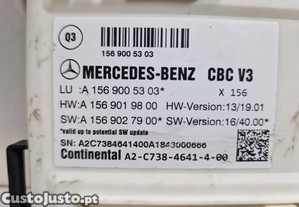 Q3
156 900 53 03
MERCEDES-BENZ CBC V3
LU : A 156 900 53 03* X 156
HW: A 156 901 98 00 HW-Version: 13/19.01
SW: A 156 902 79 00* SW-Version: 16/40.00*
*valid up to potential SW update
SN: A2C7384641400A1843000666
Continental A2-C738-4641-4-00
CustoJusto.pt